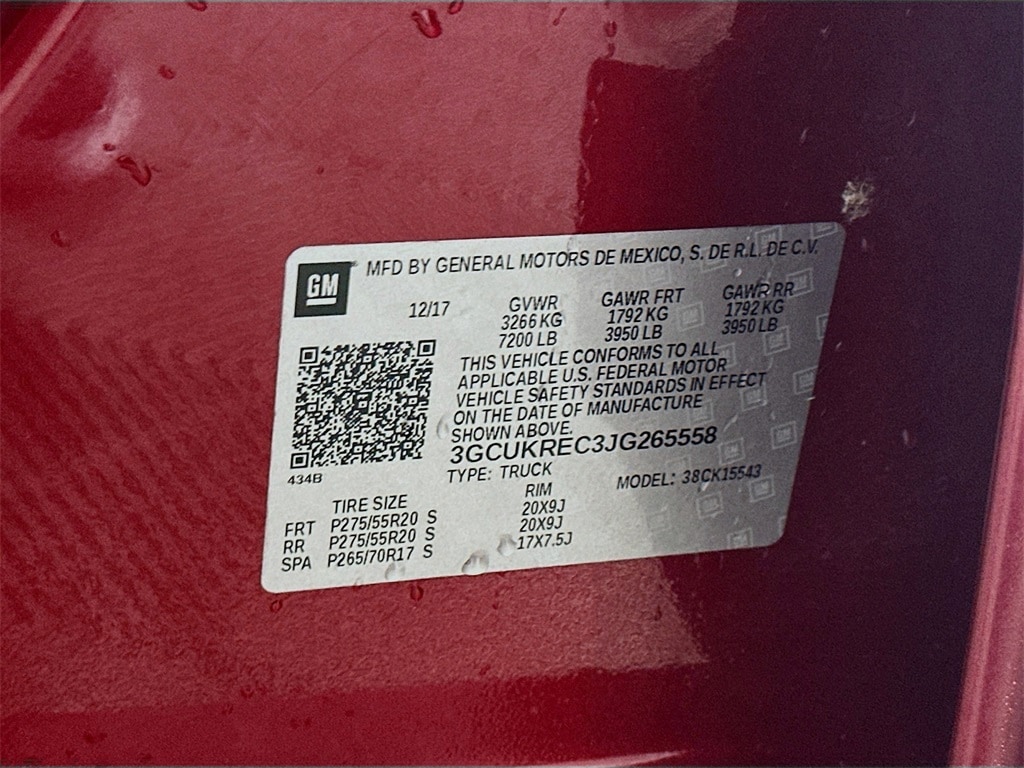 GM
MFD BY GENERAL MOTORS DE MEXICO, S. DE R.L. DE C.V.
12/17 GVWR GAWR FRT GAWR RR
3266 KG 1792 KG 1792 KG
7200 LB 3950 LB 3950 LB
THIS VEHICLE CONFORMS TO ALL
APPLICABLE U.S. FEDERAL MOTOR
VEHICLE SAFETY STANDARDS IN EFFECT
ON THE DATE OF MANUFACTURE
SHOWN ABOVE.
3GCUKREC3JG265558
434B
TYPE: TRUCK MODEL: 38CK15543
TIRE SIZE RIM
FRT P275/55R20 S 20X9J
RR P275/55R20 S 20X9J
SPA P265/70R17 S 17X7.5J